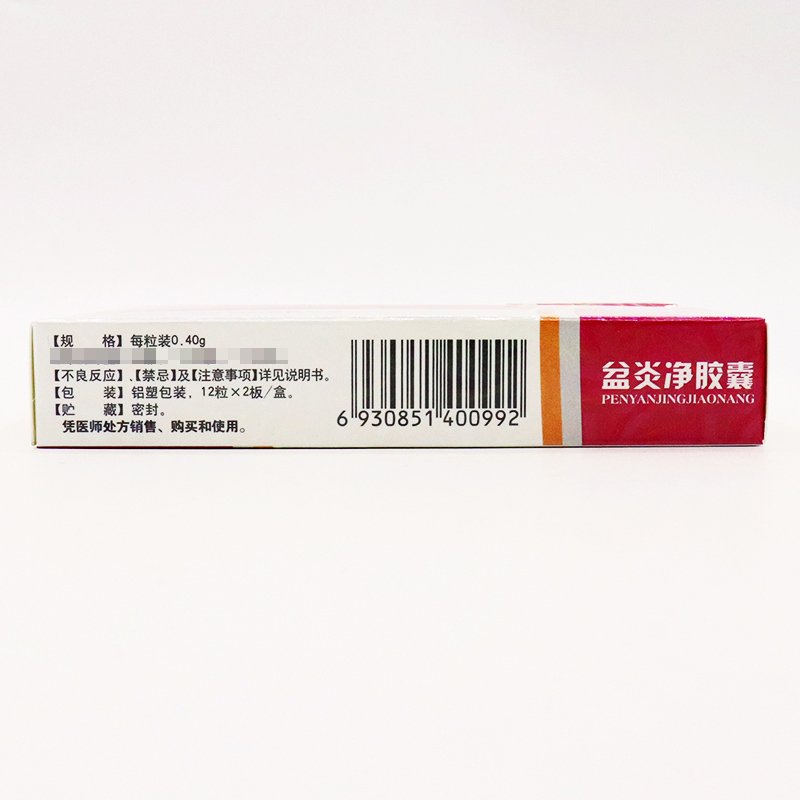 【规　　格】每粒装0.40g
【不良反应】、【禁忌】及【注意事项】详见说明书。
【包　　装】铝塑包装，12粒×2板/盒。
【贮　　藏】密封。
凭医师处方销售、购买和使用。
6 930851 400992
盆炎净胶囊
PENYANJINGJIAONANG